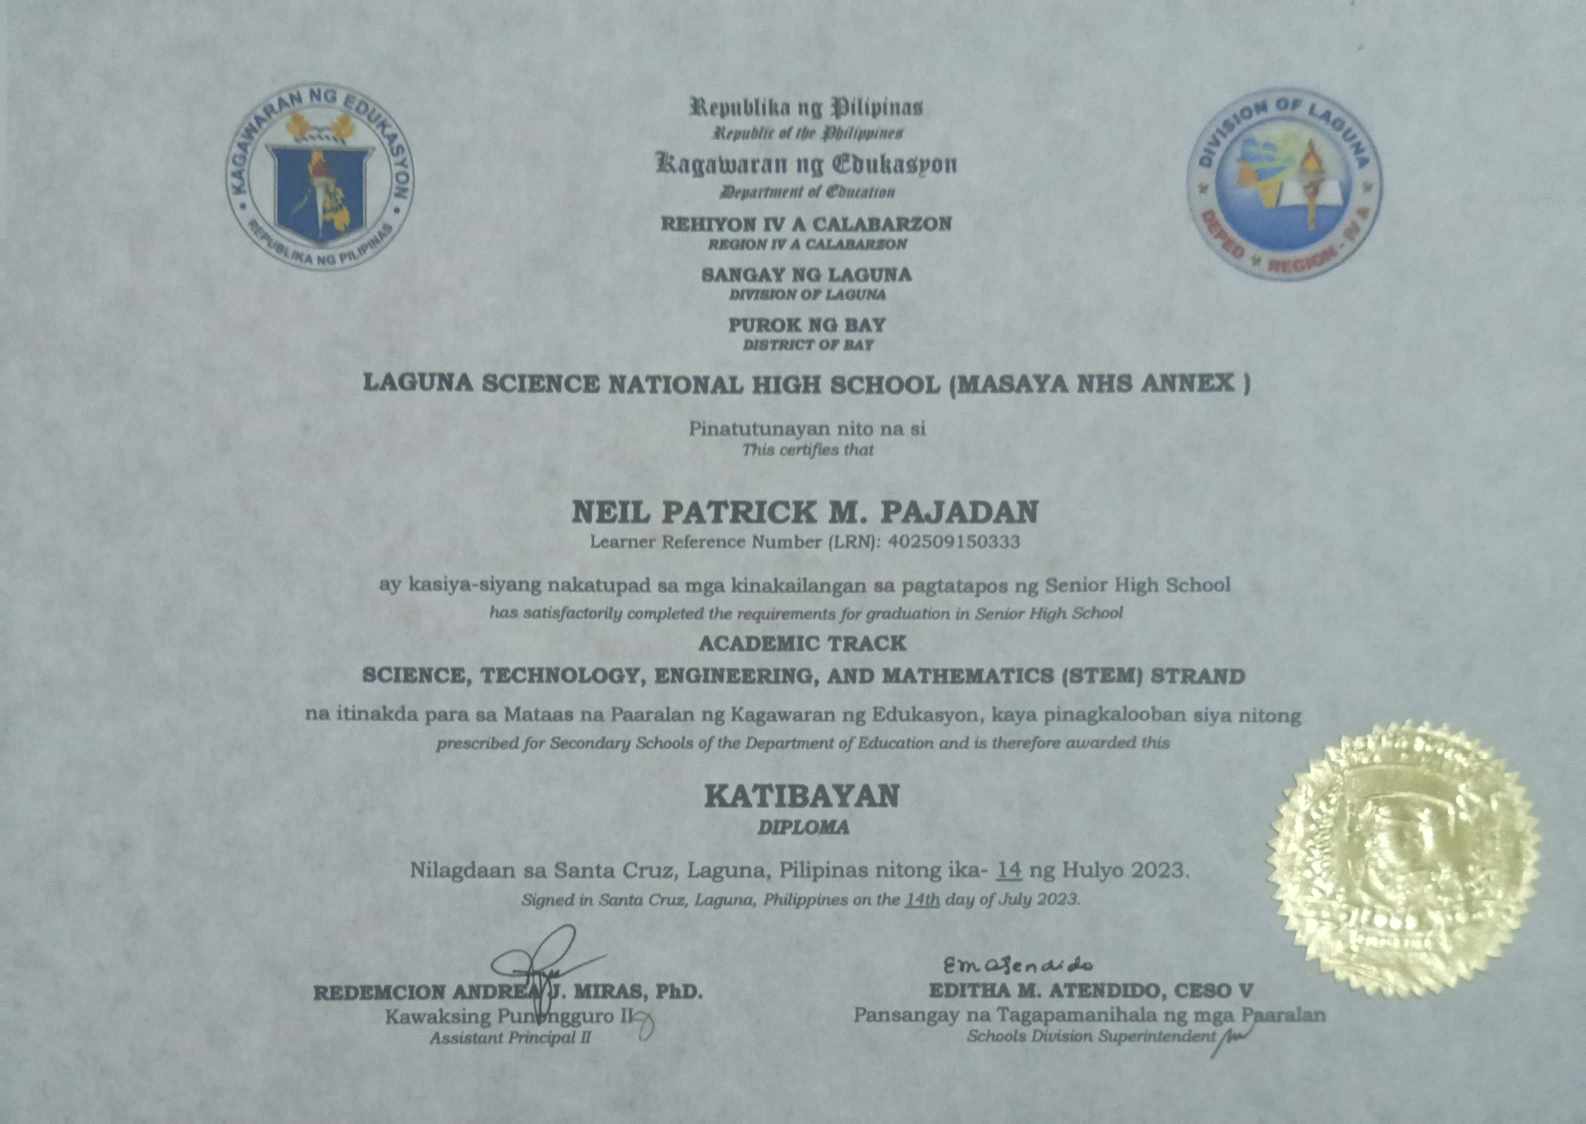 KAGAWARAN NG EDUKASYON
REPUBLIKA NG PILIPINAS
DIVISION OF LAGUNA
DEPED REGION - IV A
Republika ng Pilipinas
Republic of the Philippines
Kagawaran ng Edukasyon
Department of Education
REHIYON IV A CALABARZON
REGION IV A CALABARZON
SANGAY NG LAGUNA
DIVISION OF LAGUNA
PUROK NG BAY
DISTRICT OF BAY
LAGUNA SCIENCE NATIONAL HIGH SCHOOL (MASAYA NHS ANNEX )
Pinatutunayan nito na si
This certifies that
NEIL PATRICK M. PAJADAN
Learner Reference Number (LRN): 402509150333
ay kasiya-siyang nakatupad sa mga kinakailangan sa pagtatapos ng Senior High School
has satisfactorily completed the requirements for graduation in Senior High School
ACADEMIC TRACK
SCIENCE, TECHNOLOGY, ENGINEERING, AND MATHEMATICS (STEM) STRAND
na itinakda para sa Mataas na Paaralan ng Kagawaran ng Edukasyon, kaya pinagkalooban siya nitong
prescribed for Secondary Schools of the Department of Education and is therefore awarded this
KATIBAYAN
DIPLOMA
Nilagdaan sa Santa Cruz, Laguna, Pilipinas nitong ika- 14 ng Hulyo 2023.
Signed in Santa Cruz, Laguna, Philippines on the 14th day of July 2023.
Ematendido
REDEMCION ANDREA J. MIRAS, PhD.
EDITHA M. ATENDIDO, CESO V
Kawaksing Punongguro II
Pansangay na Tagapamanihala ng mga Paaralan
Assistant Principal II
Schools Division Superintendent